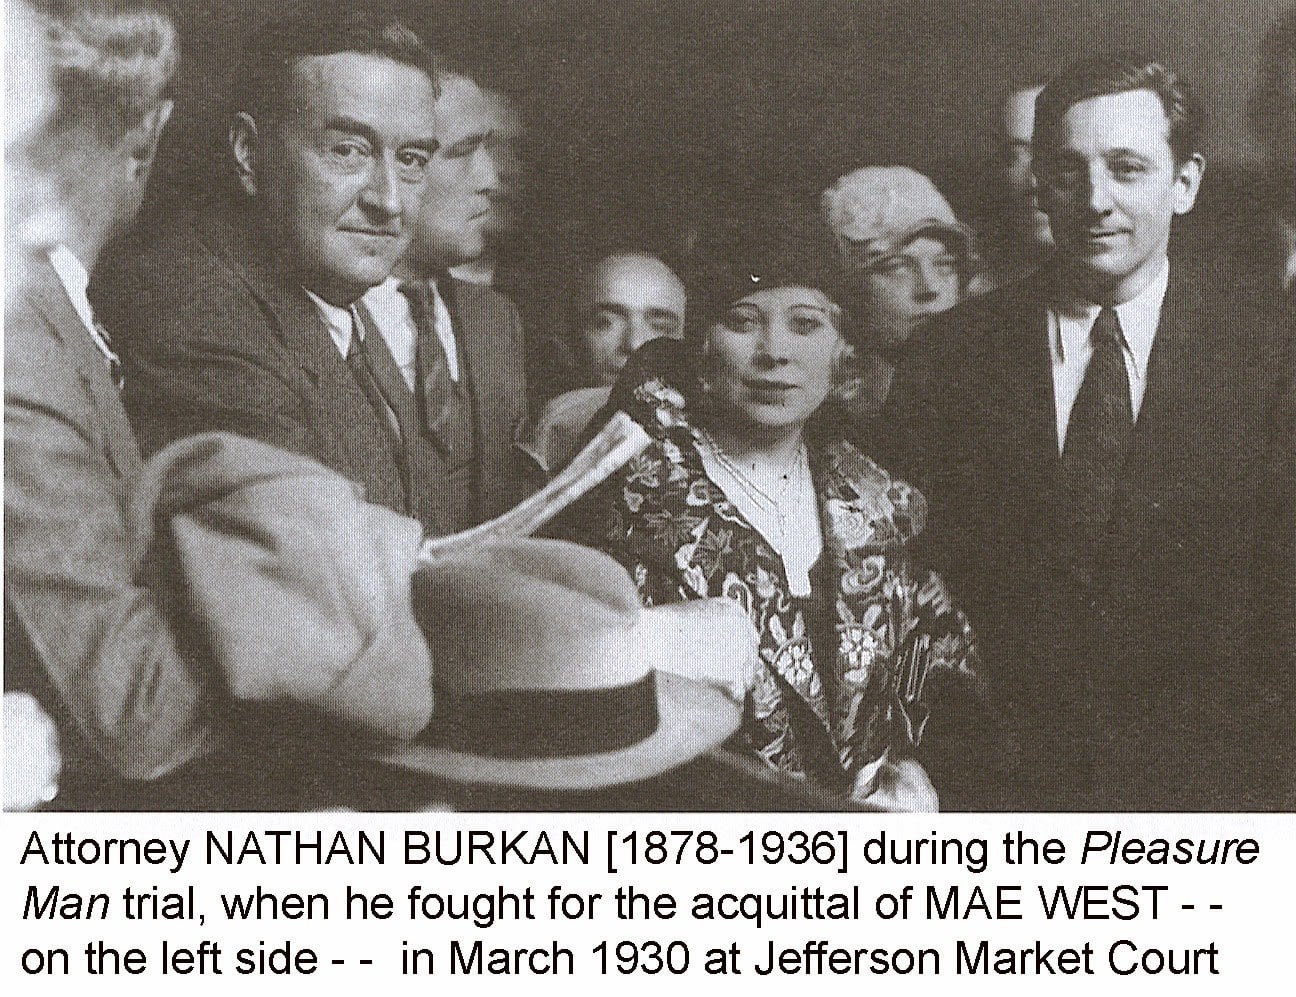 Attorney NATHAN BURKAN [1878-1936] during the Pleasure
Man trial, when he fought for the acquittal of MAE WEST - -
on the left side - -  in March 1930 at Jefferson Market Court